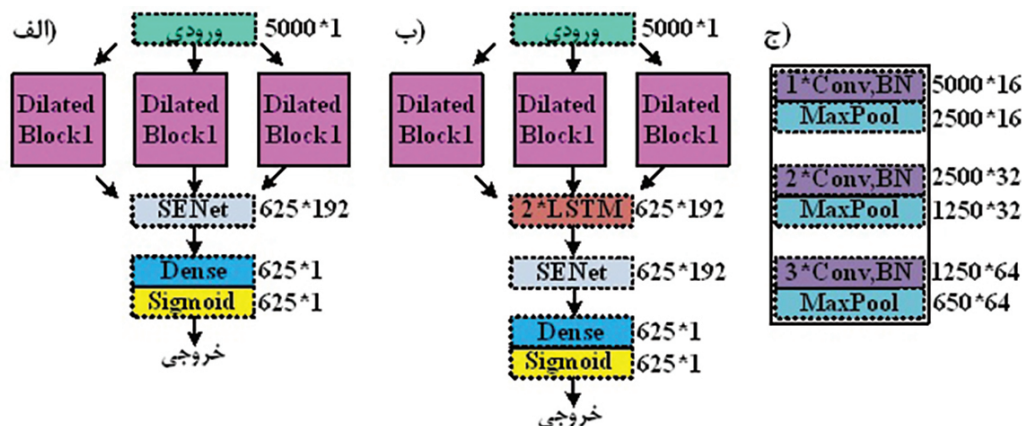 الف)
ورودی
5000*1
Dilated
Block1
Dilated
Block1
Dilated
Block1
SENet
625*192
Dense
625*1
Sigmoid
625*1
خروجی
ب)
ورودی
5000*1
Dilated
Block1
Dilated
Block1
Dilated
Block1
2*LSTM
625*192
SENet
625*192
Dense
625*1
Sigmoid
625*1
خروجی
ج)
1*Conv,BN
5000*16
MaxPool
2500*16
2*Conv,BN
2500*32
MaxPool
1250*32
3*Conv,BN
1250*64
MaxPool
650*64